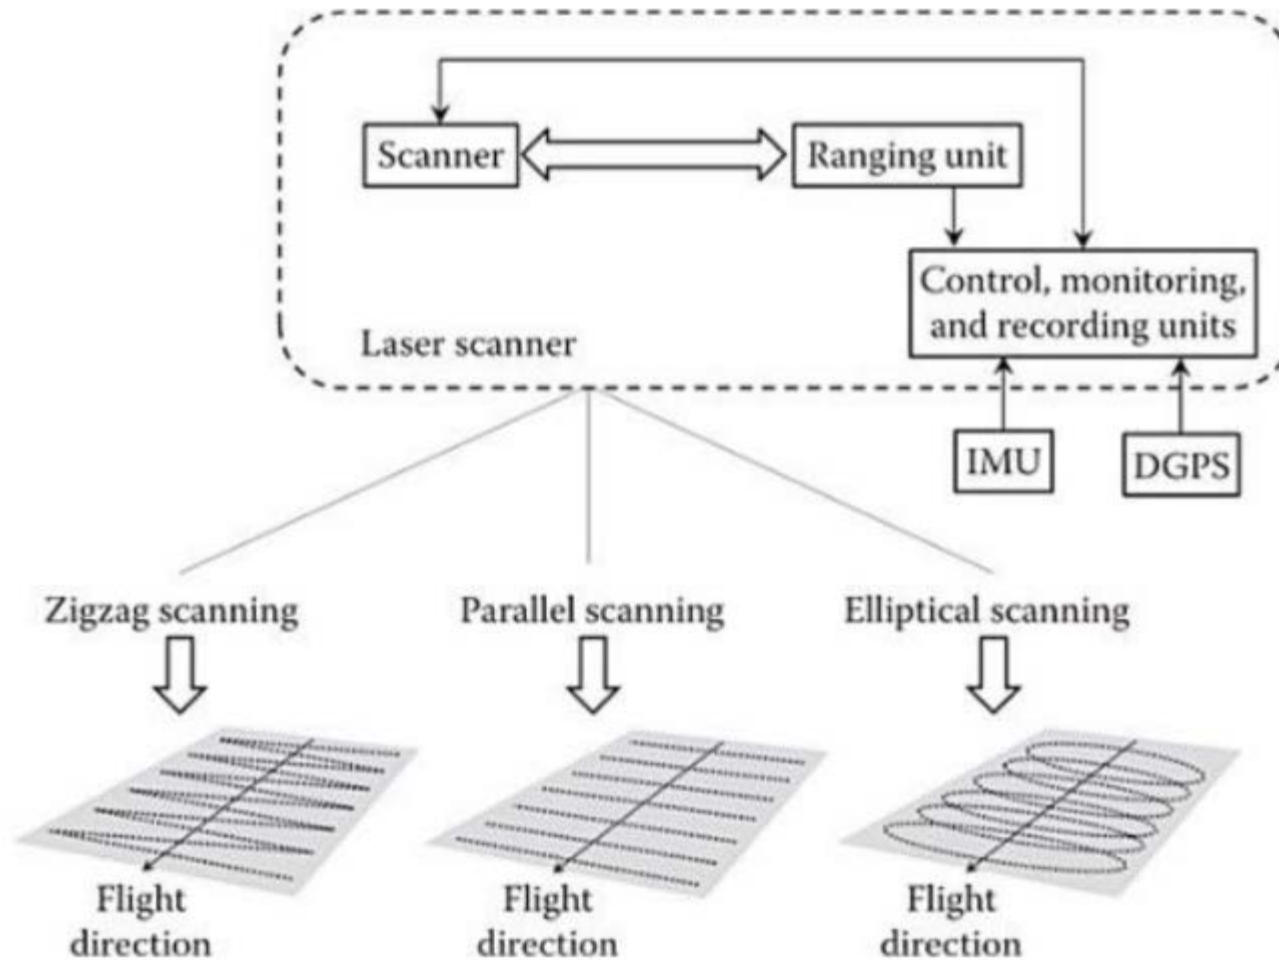 Scanner
Ranging unit
Control, monitoring,
and recording units
Laser scanner
IMU
DGPS
Zigzag scanning
Parallel scanning
Elliptical scanning
Flight
direction
Flight
direction
Flight
direction